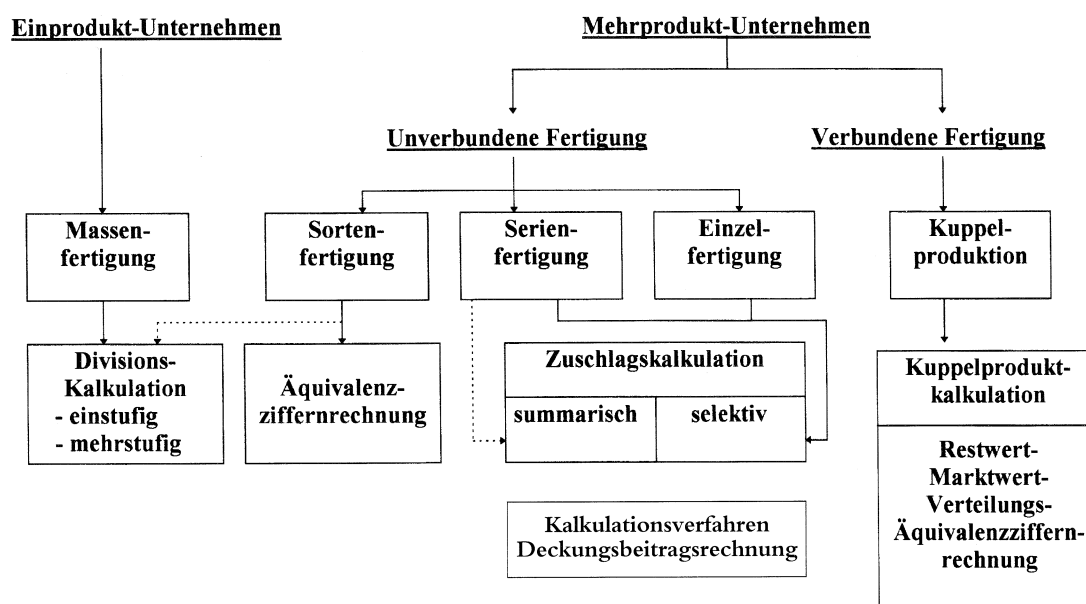 Einprodukt-Unternehmen
Mehrprodukt-Unternehmen
Unverbundene Fertigung
Verbundene Fertigung
Massen-
fertigung
Sorten-
fertigung
Serien-
fertigung
Einzel-
fertigung
Kuppel-
produktion
Divisions-
Kalkulation
- einstufig
- mehrstufig
Äquivalenz-
ziffernrechnung
Zuschlagskalkulation
summarisch
selektiv
Kuppelprodukt-
kalkulation
Restwert-
Marktwert-
Verteilungs-
Äquivalenzziffern-
rechnung
Kalkulationsverfahren
Deckungsbeitragsrechnung